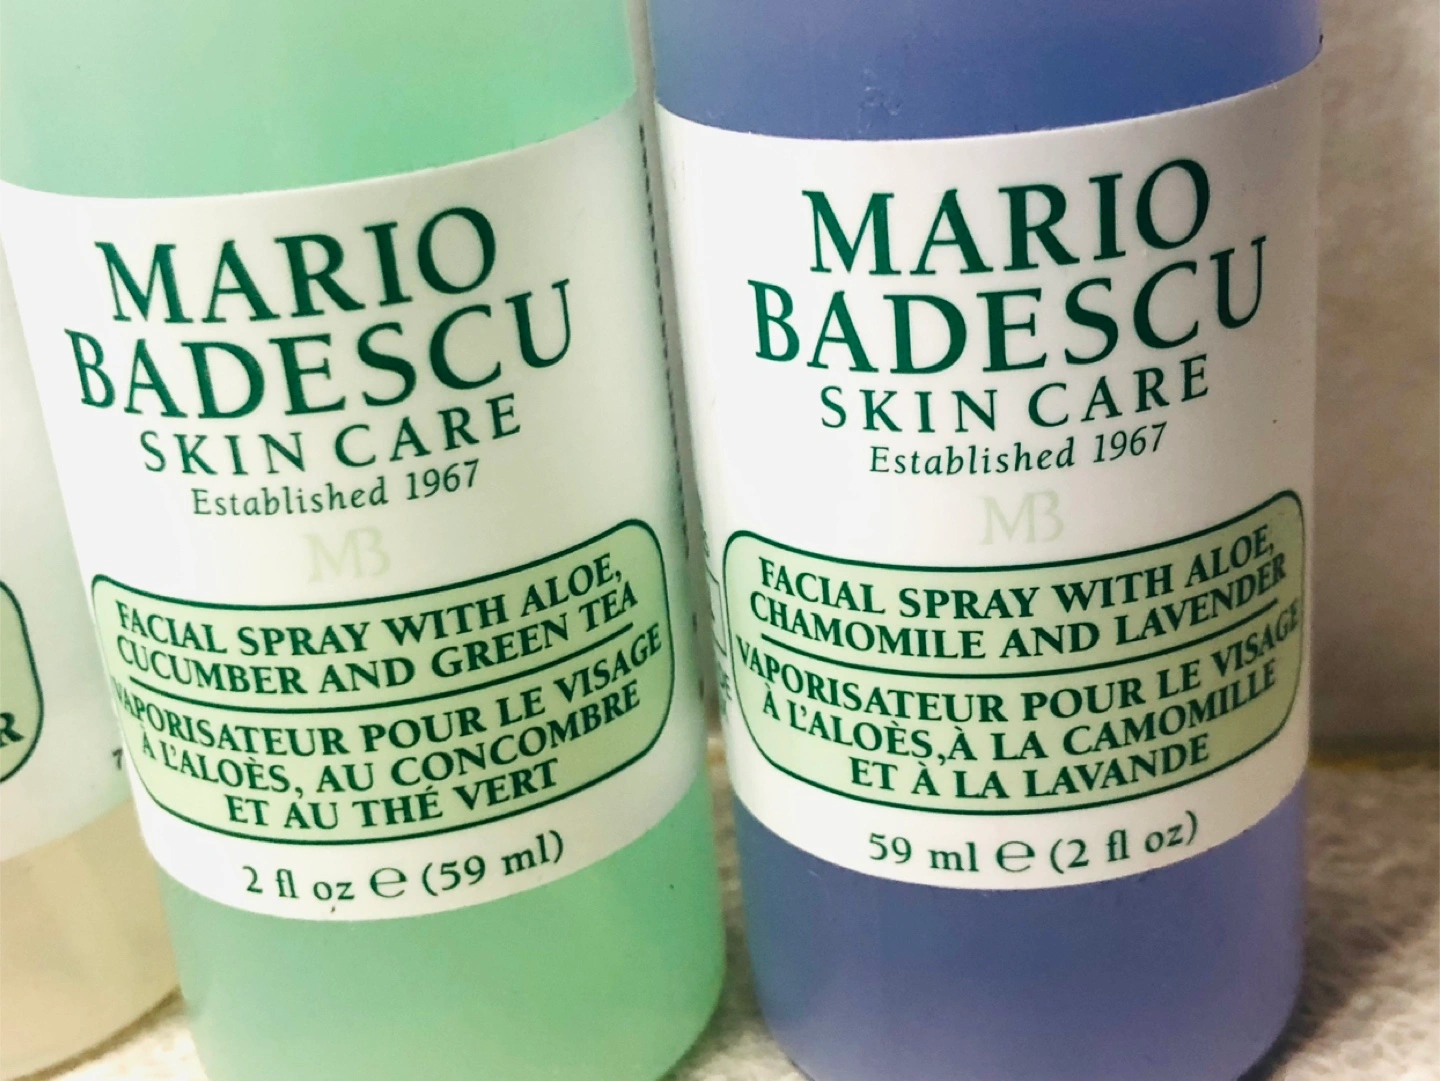 MARIO
BADESCU
SKIN CARE
Established 1967
MB
FACIAL SPRAY WITH ALOE,
CUCUMBER AND GREEN TEA
VAPORISATEUR POUR LE VISAGE
À L'ALOÈS, AU CONCOMBRE
ET AU THÉ VERT
2 fl oz ℮ (59 ml)
MARIO
BADESCU
SKIN CARE
Established 1967
MB
FACIAL SPRAY WITH ALOE,
CHAMOMILE AND LAVENDER
VAPORISATEUR POUR LE VISAGE
À L'ALOÈS,À LA CAMOMILLE
ET À LA LAVANDE
59 ml ℮ (2 fl oz)